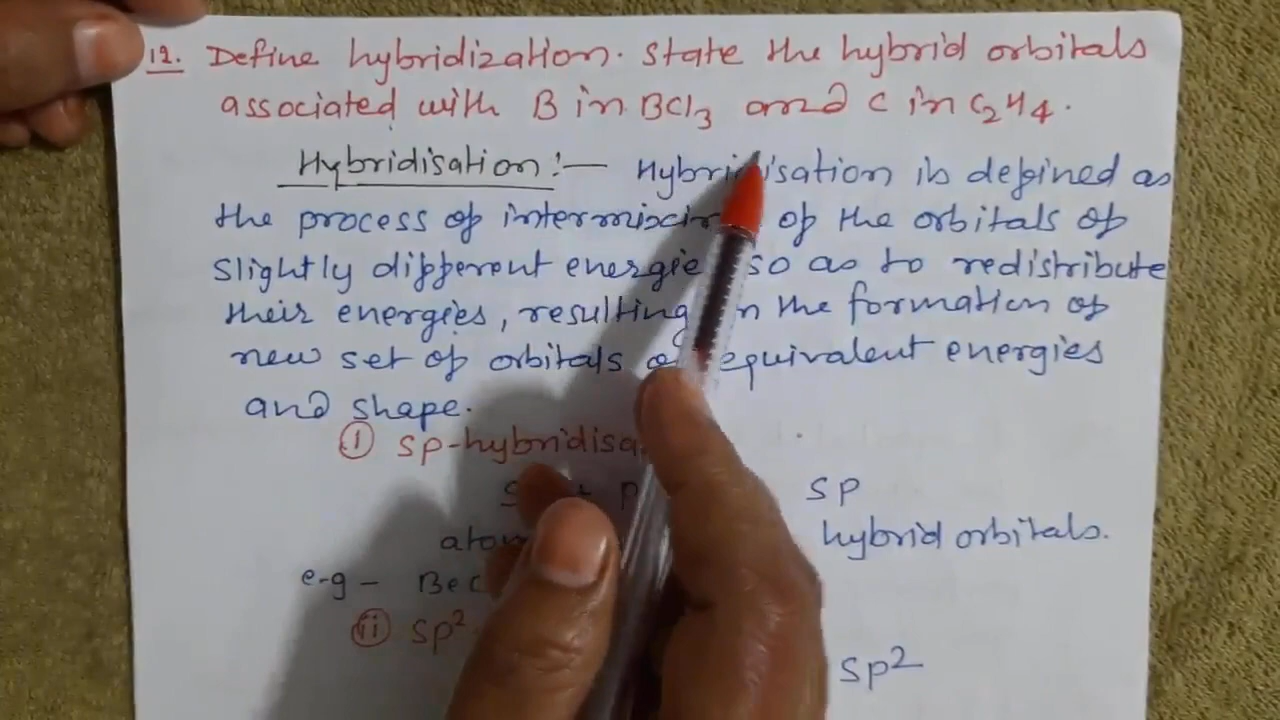 12. Define hybridization. State the hybrid orbitals
associated with B in BCl3 and C in C2H4.
Hybridisation :— Hybridisation is defined as
the process of intermixing of the orbitals of
slightly different energies so as to redistribute
their energies, resulting in the formation of
new set of orbitals of equivalent energies
and shape.
i sp-hybridisa
sp
hybrid orbitals.
e-g – BeC
ii sp2
sp2